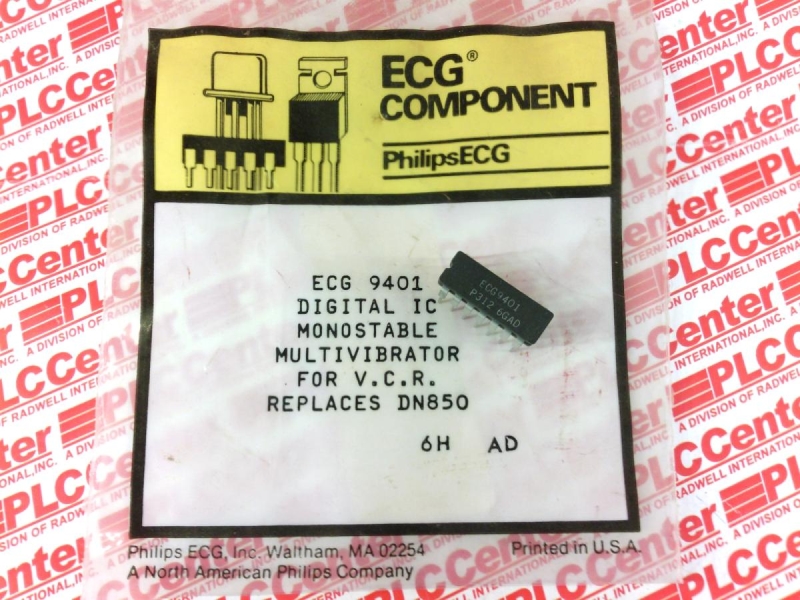 ECG®
COMPONENT
PhilipsECG
ECG 9401
DIGITAL IC
MONOSTABLE
MULTIVIBRATOR
FOR V.C.R.
REPLACES DN850
6H AD
ECG9401
P312 6GAD
Philips ECG, Inc. Waltham, MA 02254
A North American Philips Company
Printed in U.S.A.
PLCCenter
A DIVISION OF RADWELL INTERNATIONAL, INC.